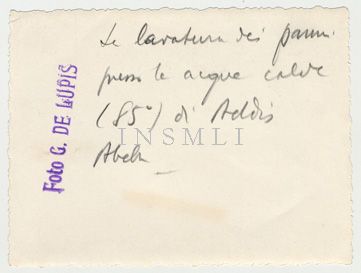 La lavatura dei panni
presso le acque calde
(85°) di Addis
Abeba
INSMLI
Foto G. DE LUPIS